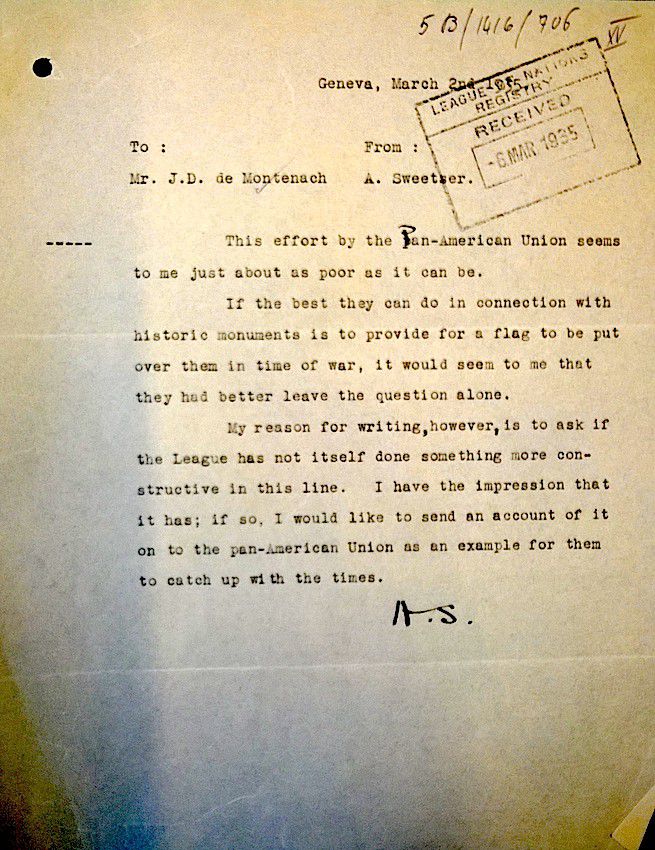 5B/1416/706
XV
Geneva, March 2nd 1935.
LEAGUE OF NATIONS
REGISTRY
RECEIVED
-6 MAR 1935
To : From :
Mr. J.D. de Montenach A. Sweetser.
-----
This effort by the Pan-American Union seems
to me just about as poor as it can be.
If the best they can do in connection with
historic monuments is to provide for a flag to be put
over them in time of war, it would seem to me that
they had better leave the question alone.
My reason for writing,however,is to ask if
the League has not itself done something more con-
structive in this line. I have the impression that
it has; if so, I would like to send an account of it
on to the pan-American Union as an example for them
to catch up with the times.
A.S.